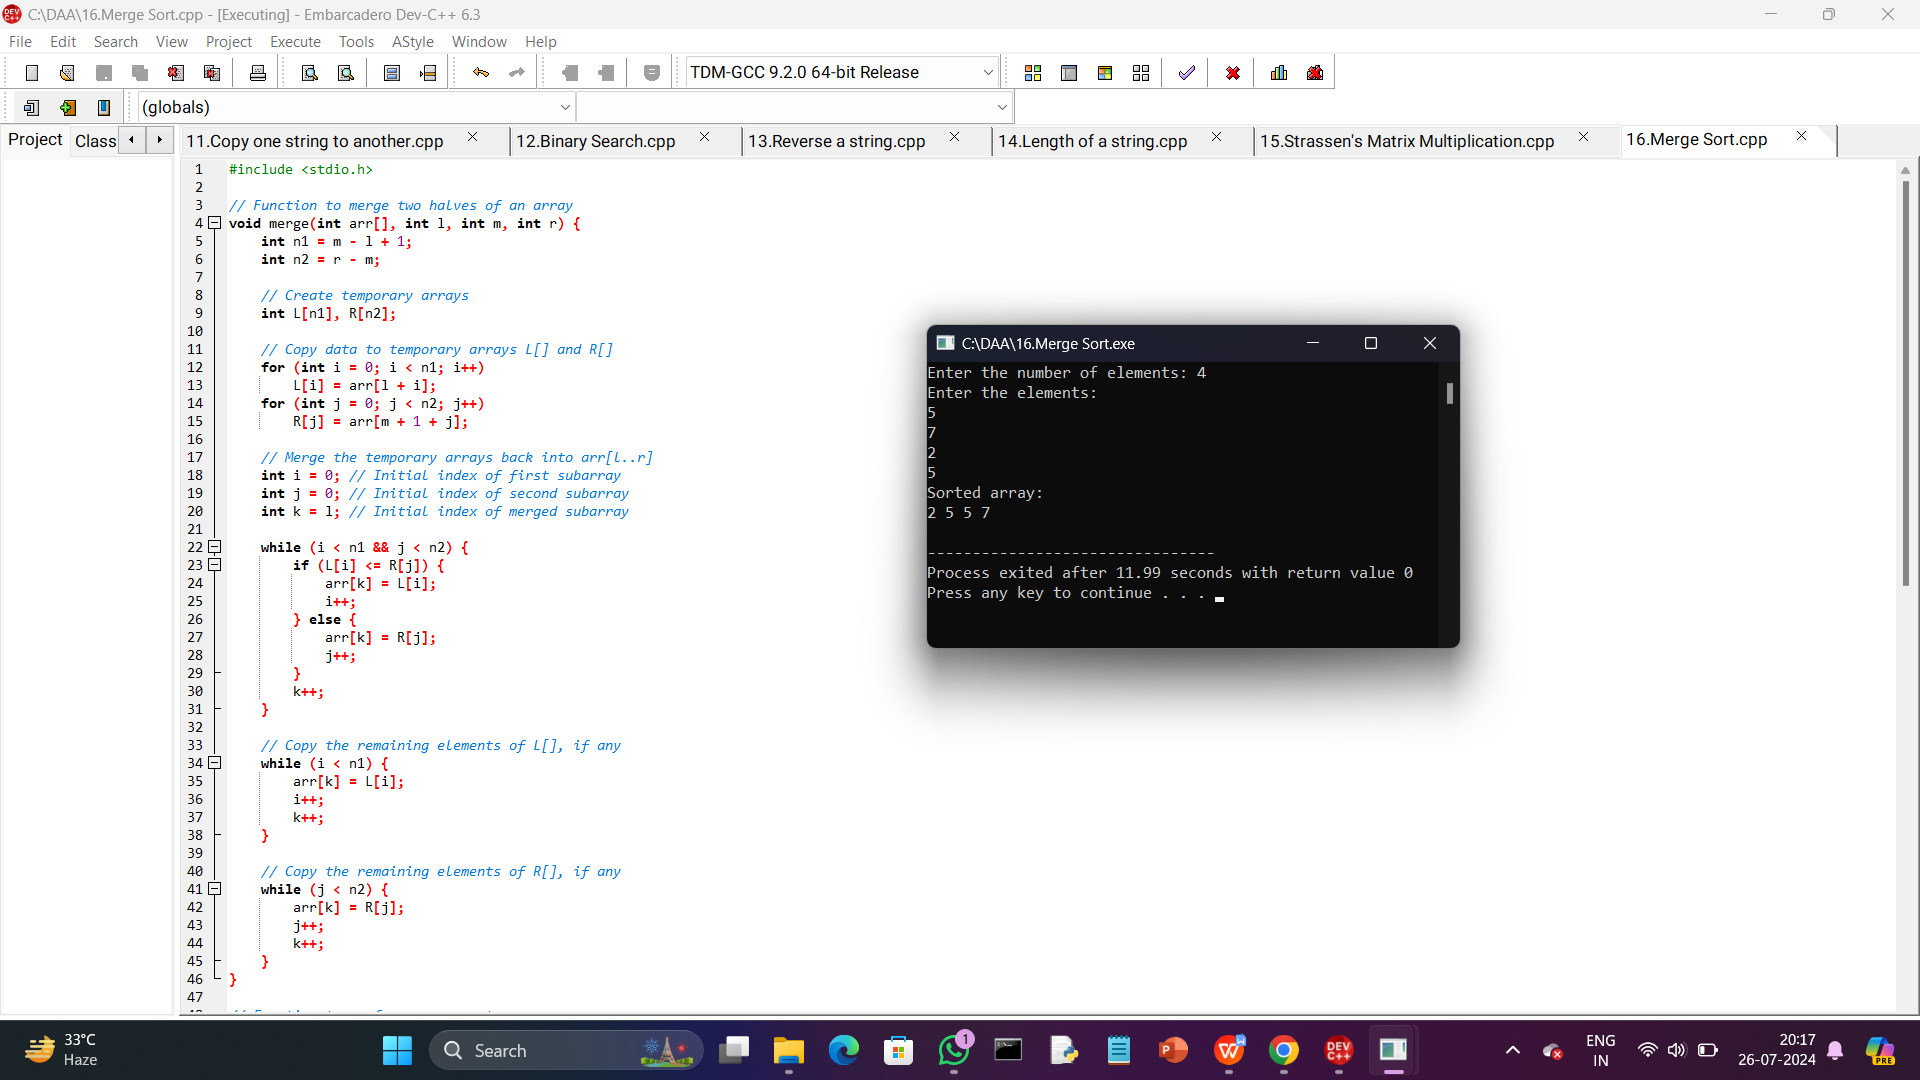 C:\DAA\16.Merge Sort.cpp - [Executing] - Embarcadero Dev-C++ 6.3
File Edit Search View Project Execute Tools AStyle Window Help
TDM-GCC 9.2.0 64-bit Release
(globals)
Project Class 11.Copy one string to another.cpp 12.Binary Search.cpp 13.Reverse a string.cpp 14.Length of a string.cpp 15.Strassen's Matrix Multiplication.cpp 16.Merge Sort.cpp
1 #include <stdio.h>
2
3 // Function to merge two halves of an array
4 void merge(int arr[], int l, int m, int r) {
5 int n1 = m - l + 1;
6 int n2 = r - m;
7
8 // Create temporary arrays
9 int L[n1], R[n2];
10
11 // Copy data to temporary arrays L[] and R[]
12 for (int i = 0; i < n1; i++)
13 L[i] = arr[l + i];
14 for (int j = 0; j < n2; j++)
15 R[j] = arr[m + 1 + j];
16
17 // Merge the temporary arrays back into arr[l..r]
18 int i = 0; // Initial index of first subarray
19 int j = 0; // Initial index of second subarray
20 int k = l; // Initial index of merged subarray
21
22 while (i < n1 && j < n2) {
23 if (L[i] <= R[j]) {
24 arr[k] = L[i];
25 i++;
26 } else {
27 arr[k] = R[j];
28 j++;
29 }
30 k++;
31 }
32
33 // Copy the remaining elements of L[], if any
34 while (i < n1) {
35 arr[k] = L[i];
36 i++;
37 k++;
38 }
39
40 // Copy the remaining elements of R[], if any
41 while (j < n2) {
42 arr[k] = R[j];
43 j++;
44 k++;
45 }
46 }
47
C:\DAA\16.Merge Sort.exe
Enter the number of elements: 4
Enter the elements:
5
7
2
5
Sorted array:
2 5 5 7
--------------------------------
Process exited after 11.99 seconds with return value 0
Press any key to continue . . .
33°C
Haze
Search
1
DEV
C++
ENG
IN
20:17
26-07-2024
PRE